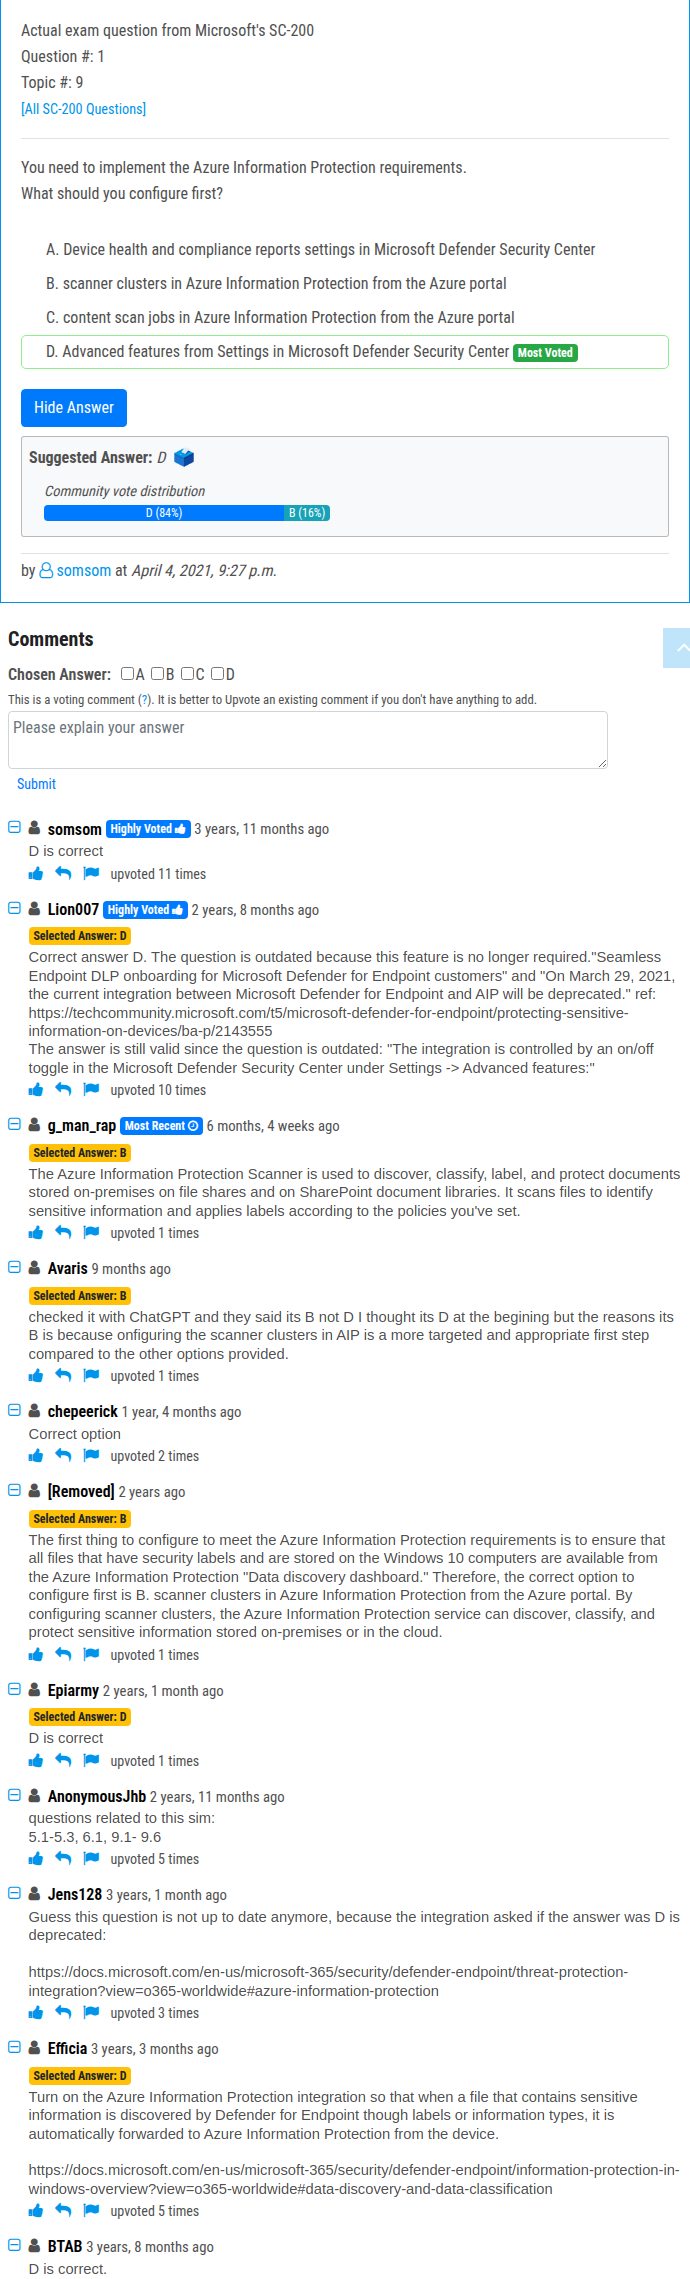 Actual exam question from Microsoft's SC-200
Question #: 1
Topic #: 9
[All SC-200 Questions]
You need to implement the Azure Information Protection requirements.
What should you configure first?
A. Device health and compliance reports settings in Microsoft Defender Security Center
B. scanner clusters in Azure Information Protection from the Azure portal
C. content scan jobs in Azure Information Protection from the Azure portal
D. Advanced features from Settings in Microsoft Defender Security Center Most Voted
Hide Answer
Suggested Answer: D
Community vote distribution
D (84%) B (16%)
by somsom at April 4, 2021, 9:27 p.m.
Comments
Chosen Answer: A B C D
This is a voting comment (?). It is better to Upvote an existing comment if you don't have anything to add.
Please explain your answer
Submit
somsom Highly Voted 3 years, 11 months ago
D is correct
upvoted 11 times
Lion007 Highly Voted 2 years, 8 months ago
Selected Answer: D
Correct answer D. The question is outdated because this feature is no longer required."Seamless
Endpoint DLP onboarding for Microsoft Defender for Endpoint customers" and "On March 29, 2021,
the current integration between Microsoft Defender for Endpoint and AIP will be deprecated." ref:
https://techcommunity.microsoft.com/t5/microsoft-defender-for-endpoint/protecting-sensitive-
information-on-devices/ba-p/2143555
The answer is still valid since the question is outdated: "The integration is controlled by an on/off
toggle in the Microsoft Defender Security Center under Settings -> Advanced features:"
upvoted 10 times
g_man_rap Most Recent 6 months, 4 weeks ago
Selected Answer: B
The Azure Information Protection Scanner is used to discover, classify, label, and protect documents
stored on-premises on file shares and on SharePoint document libraries. It scans files to identify
sensitive information and applies labels according to the policies you've set.
upvoted 1 times
Avaris 9 months ago
Selected Answer: B
checked it with ChatGPT and they said its B not D I thought its D at the begining but the reasons its
B is because onfiguring the scanner clusters in AIP is a more targeted and appropriate first step
compared to the other options provided.
upvoted 1 times
chepeerick 1 year, 4 months ago
Correct option
upvoted 2 times
[Removed] 2 years ago
Selected Answer: B
The first thing to configure to meet the Azure Information Protection requirements is to ensure that
all files that have security labels and are stored on the Windows 10 computers are available from
the Azure Information Protection "Data discovery dashboard." Therefore, the correct option to
configure first is B. scanner clusters in Azure Information Protection from the Azure portal. By
configuring scanner clusters, the Azure Information Protection service can discover, classify, and
protect sensitive information stored on-premises or in the cloud.
upvoted 1 times
Epiarmy 2 years, 1 month ago
Selected Answer: D
D is correct
upvoted 1 times
AnonymousJhb 2 years, 11 months ago
questions related to this sim:
5.1-5.3, 6.1, 9.1- 9.6
upvoted 5 times
Jens128 3 years, 1 month ago
Guess this question is not up to date anymore, because the integration asked if the answer was D is
deprecated:
https://docs.microsoft.com/en-us/microsoft-365/security/defender-endpoint/threat-protection-
integration?view=o365-worldwide#azure-information-protection
upvoted 3 times
Efficia 3 years, 3 months ago
Selected Answer: D
Turn on the Azure Information Protection integration so that when a file that contains sensitive
information is discovered by Defender for Endpoint though labels or information types, it is
automatically forwarded to Azure Information Protection from the device.
https://docs.microsoft.com/en-us/microsoft-365/security/defender-endpoint/information-protection-in-
windows-overview?view=o365-worldwide#data-discovery-and-data-classification
upvoted 5 times
BTAB 3 years, 8 months ago
D is correct.